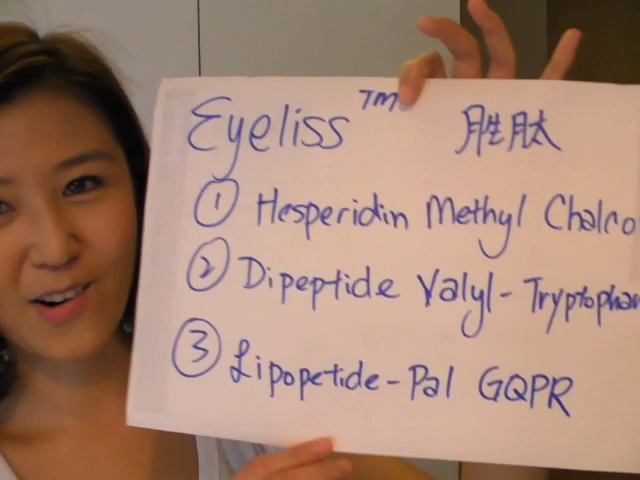 Eyeliss™ 胜肽
① Hesperidin Methyl Chalco
② Dipeptide Valyl-Tryptophan
③ Lipopetide-Pal GQPR